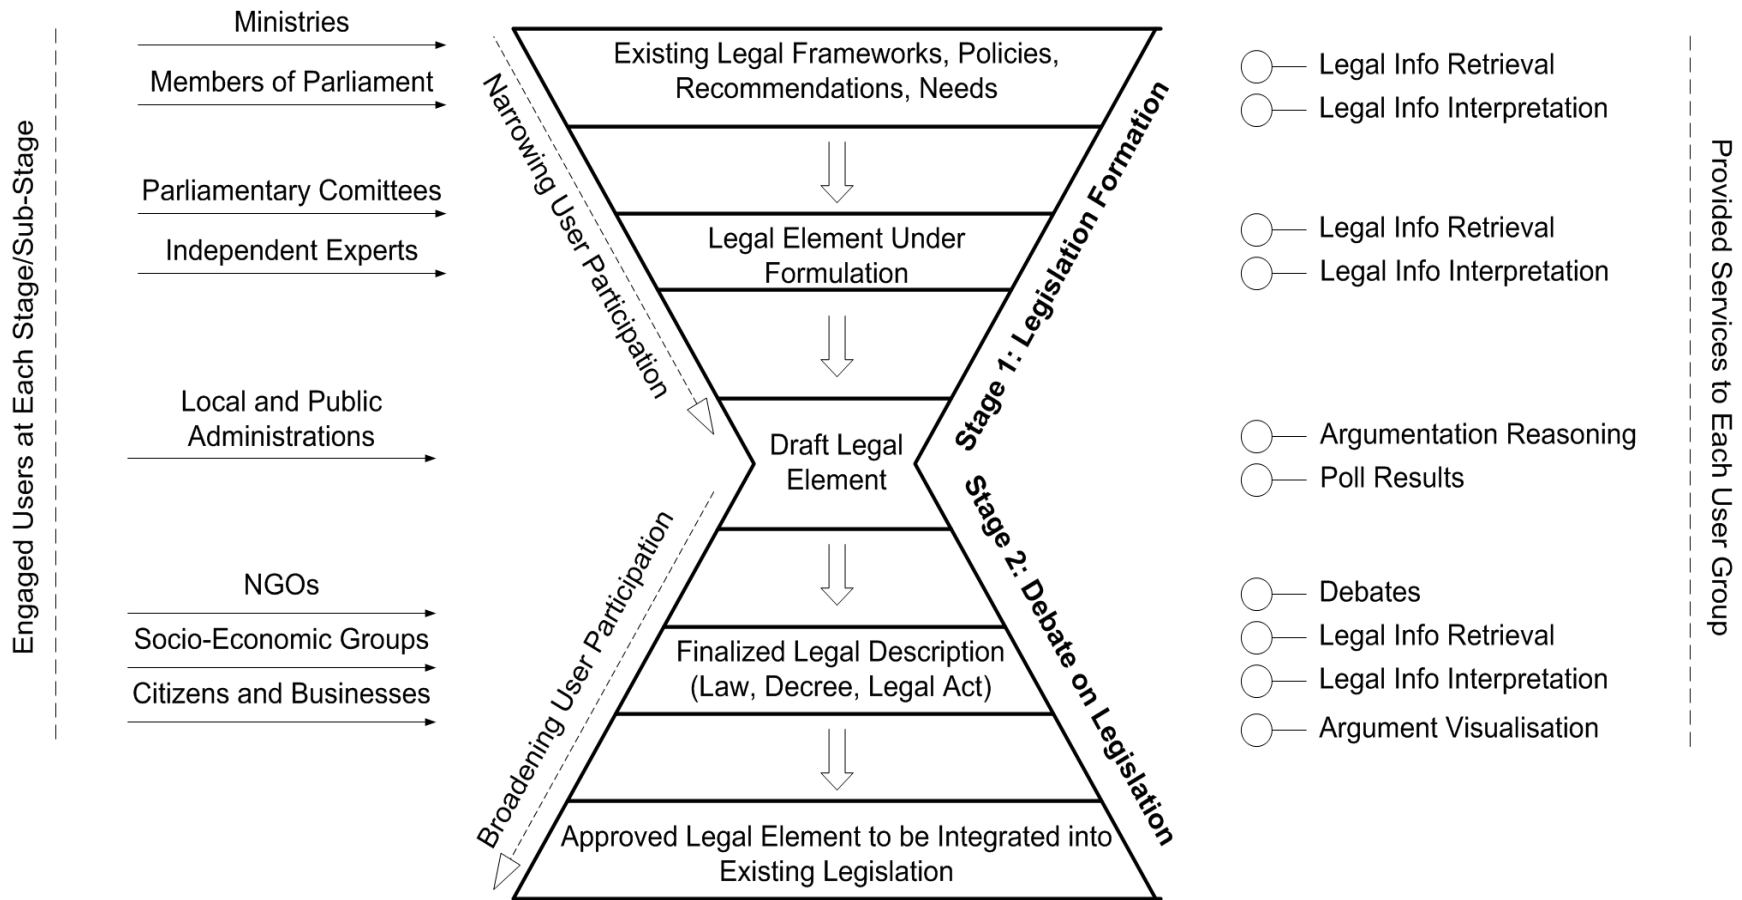 Engaged Users at Each Stage/Sub-Stage
Ministries
Members of Parliament
Parliamentary Comittees
Independent Experts
Local and Public
Administrations
NGOs
Socio-Economic Groups
Citizens and Businesses
Narrowing User Participation
Broadening User Participation
Existing Legal Frameworks, Policies,
Recommendations, Needs
Legal Element Under
Formulation
Draft Legal
Element
Finalized Legal Description
(Law, Decree, Legal Act)
Approved Legal Element to be Integrated into
Existing Legislation
Stage 1: Legislation Formation
Stage 2: Debate on Legislation
Legal Info Retrieval
Legal Info Interpretation
Legal Info Retrieval
Legal Info Interpretation
Argumentation Reasoning
Poll Results
Debates
Legal Info Retrieval
Legal Info Interpretation
Argument Visualisation
Provided Services to Each User Group